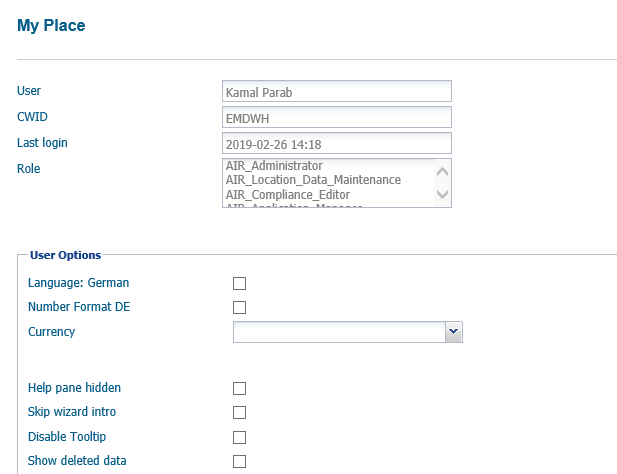 My Place
User
Kamal Parab
CWID
EMDWH
Last login
2019-02-26 14:18
Role
AIR_Administrator
AIR_Location_Data_Maintenance
AIR_Compliance_Editor
AIR_Application_Manager
User Options
Language: German
Number Format DE
Currency
Help pane hidden
Skip wizard intro
Disable Tooltip
Show deleted data